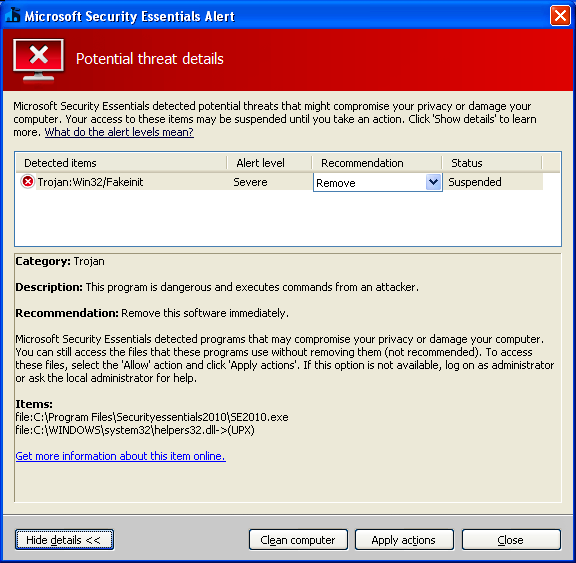 Microsoft Security Essentials Alert
Potential threat details
Microsoft Security Essentials detected potential threats that might compromise your privacy or damage your
computer. Your access to these items may be suspended until you take an action. Click 'Show details' to learn
more. What do the alert levels mean?
Detected items Alert level Recommendation Status
Trojan:Win32/Fakeinit Severe Remove Suspended
Category: Trojan
Description: This program is dangerous and executes commands from an attacker.
Recommendation: Remove this software immediately.
Microsoft Security Essentials detected programs that may compromise your privacy or damage your computer.
You can still access the files that these programs use without removing them (not recommended). To access
these files, select the 'Allow' action and click 'Apply actions'. If this option is not available, log on as administrator
or ask the local administrator for help.
Items:
file:C:\Program Files\Securityessentials2010\SE2010.exe
file:C:\WINDOWS\system32\helpers32.dll->(UPX)
Get more information about this item online.
Hide details << Clean computer Apply actions Close